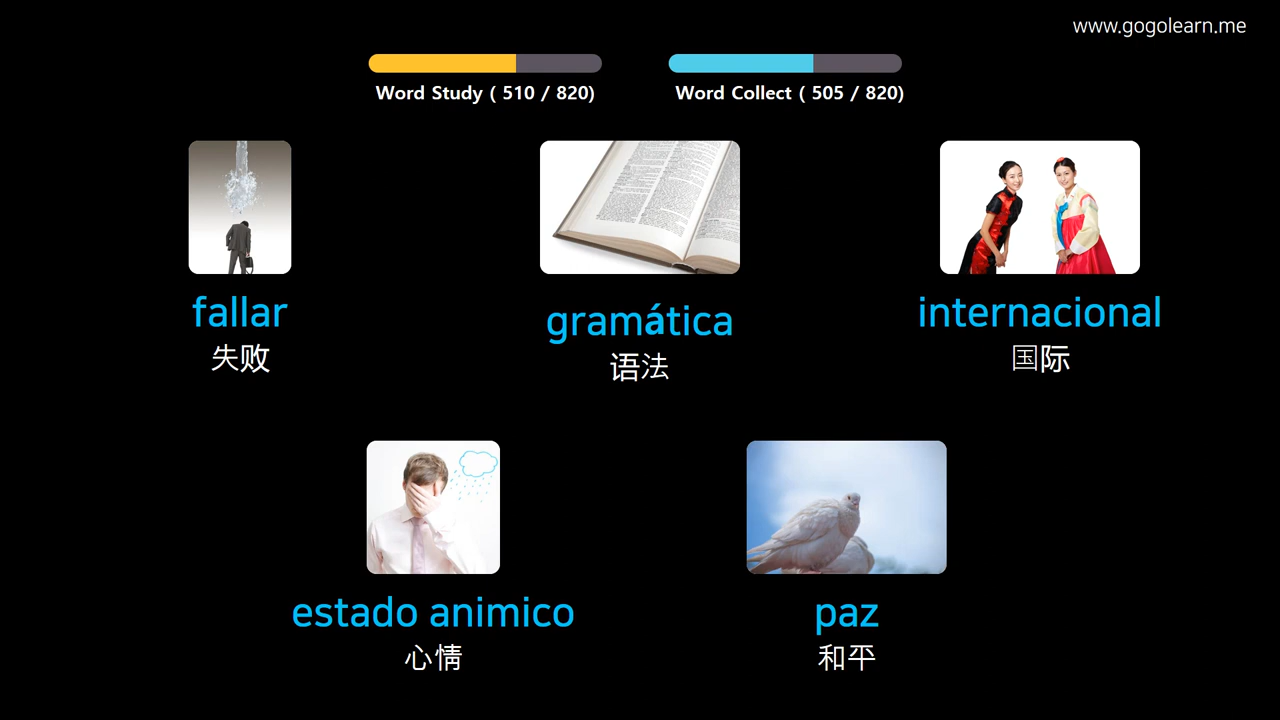 www.gogolearn.me
Word Study ( 510 / 820)
Word Collect ( 505 / 820)
fallar
失败
gramática
语法
internacional
国际
estado animico
心情
paz
和平